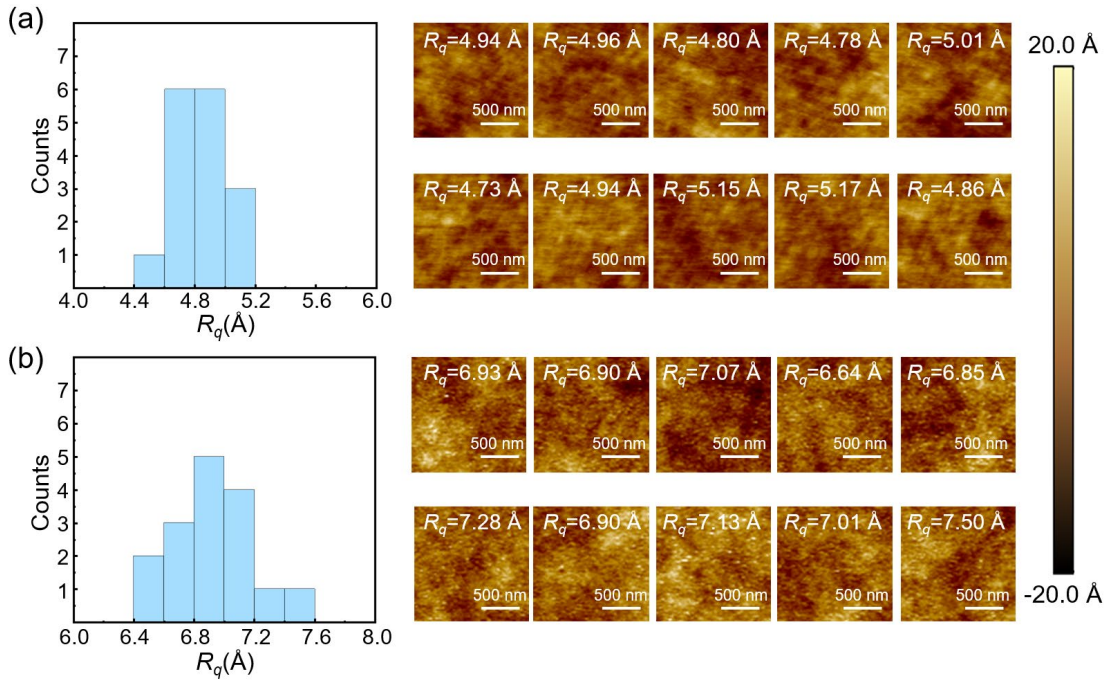 (a)
7
6
5
4
3
2
1
Counts
4.0 4.4 4.8 5.2 5.6 6.0
Rq(Å)
Rq=4.94 Å Rq=4.96 Å Rq=4.80 Å Rq=4.78 Å Rq=5.01 Å
500 nm 500 nm 500 nm 500 nm 500 nm
Rq=4.73 Å Rq=4.94 Å Rq=5.15 Å Rq=5.17 Å Rq=4.86 Å
500 nm 500 nm 500 nm 500 nm 500 nm
20.0 Å
-20.0 Å
(b)
7
6
5
4
3
2
1
Counts
6.0 6.4 6.8 7.2 7.6 8.0
Rq(Å)
Rq=6.93 Å Rq=6.90 Å Rq=7.07 Å Rq=6.64 Å Rq=6.85 Å
500 nm 500 nm 500 nm 500 nm 500 nm
Rq=7.28 Å Rq=6.90 Å Rq=7.13 Å Rq=7.01 Å Rq=7.50 Å
500 nm 500 nm 500 nm 500 nm 500 nm